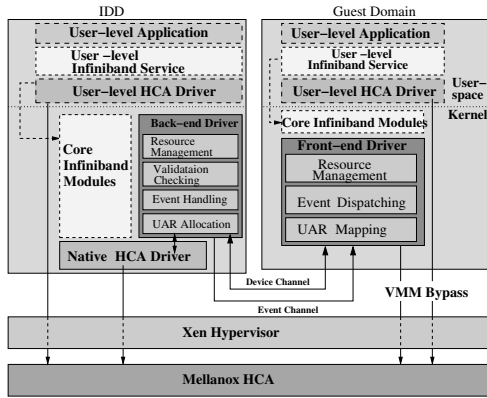 IDD
User-level Application
User -level
Infiniband Service
User-level HCA Driver
Core
Infiniband
Modules
Back-end Driver
Resource
Management
Validataion
Checking
Event Handling
UAR Allocation
Native HCA Driver
Guest Domain
User-level Application
User -level
Infiniband Service
User-level HCA Driver
User-
space
Kernel
Core Infiniband Modules
Front-end Driver
Resource
Management
Event Dispatching
UAR Mapping
Device Channel
Event Channel
VMM Bypass
Xen Hypervisor
Mellanox HCA